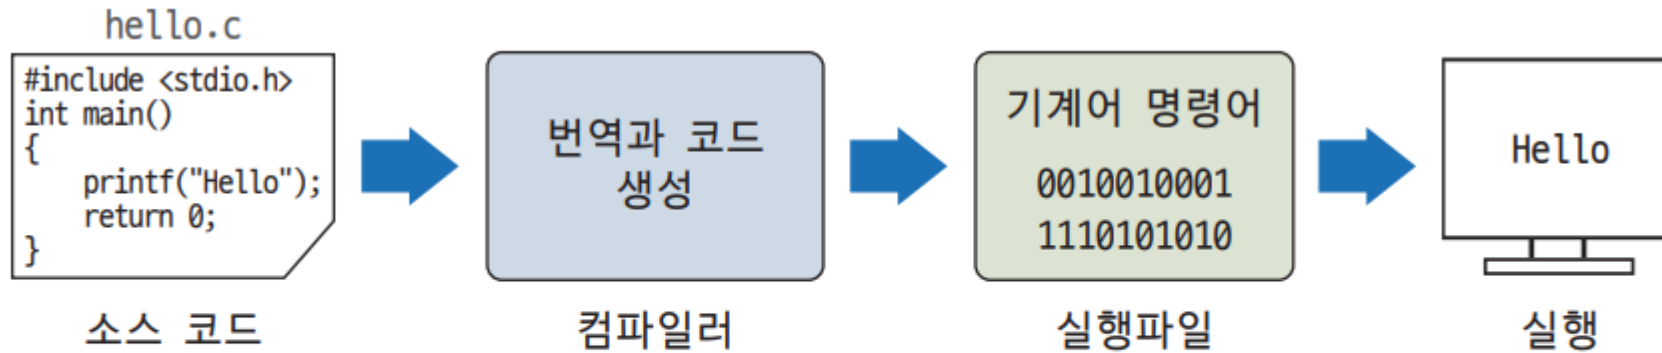 hello.c
#include <stdio.h>
int main()
{
    printf("Hello");
    return 0;
}
소스 코드
번역과 코드
생성
컴파일러
기계어 명령어
0010010001
1110101010
실행파일
Hello
실행